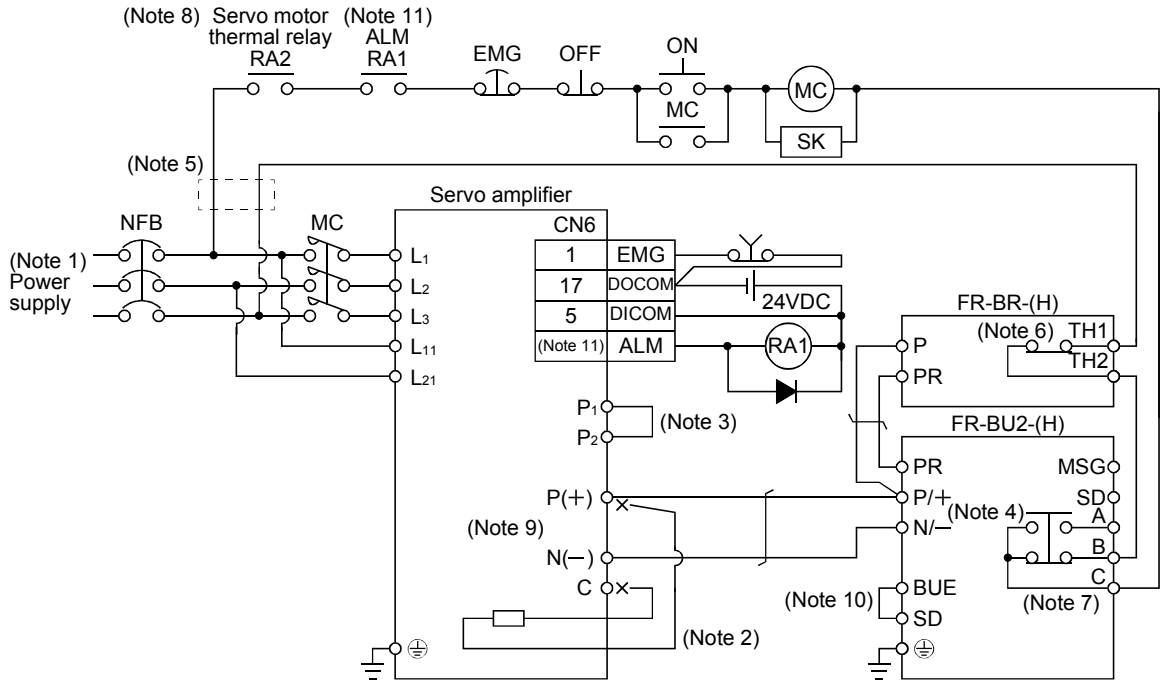 (Note 8) Servo motor (Note 11)
thermal relay ALM
RA2 RA1 EMG OFF ON
MC
MC
SK
(Note 5)
Servo amplifier
NFB MC CN6
(Note 1)
Power
supply
L1 1 EMG
L2 17 DOCOM
24VDC
L3 5 DICOM
L11 (Note 11) ALM RA1
L21
FR-BR-(H)
(Note 6) TH1
P TH2
PR
P1
P2 (Note 3)
FR-BU2-(H)
PR MSG
P(+) P/+ SD
(Note 4) A
(Note 9) N/−
N(−) B
C BUE C
(Note 10) (Note 7)
SD
(Note 2)